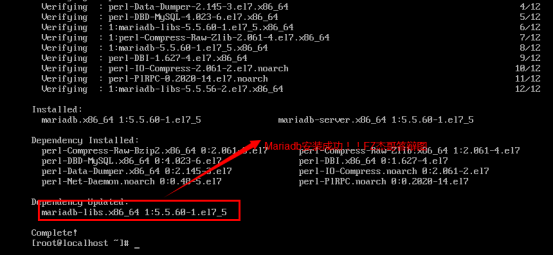 Verifying : perl-Data-Dumper-2.145-3.el7.x86_64 4/12
Verifying : perl-DBD-MySQL-4.023-6.el7.x86_64 5/12
Verifying : 1:mariadb-libs-5.5.60-1.el7_5.x86_64 6/12
Verifying : 1:perl-Compress-Raw-Zlib-2.061-4.el7.x86_64 7/12
Verifying : 1:mariadb-5.5.60-1.el7_5.x86_64 8/12
Verifying : perl-DBI-1.627-4.el7.x86_64 9/12
Verifying : perl-IO-Compress-2.061-2.el7.noarch 10/12
Verifying : perl-PlRPC-0.2020-14.el7.noarch 11/12
Verifying : 1:mariadb-libs-5.5.56-2.el7.x86_64 12/12
Installed:
mariadb.x86_64 1:5.5.60-1.el7_5 mariadb-server.x86_64 1:5.5.60-1.el7_5
Mariadb安装成功！
Dependency Installed:
perl-Compress-Raw-Bzip2.x86_64 0:2.061-3.el7 perl-Compress-Raw-Zlib.x86_64 1:2.061-4.el7
perl-DBD-MySQL.x86_64 0:4.023-6.el7 perl-DBI.x86_64 0:1.627-4.el7
perl-Data-Dumper.x86_64 0:2.145-3.el7 perl-IO-Compress.noarch 0:2.061-2.el7
perl-Net-Daemon.noarch 0:0.48-5.el7 perl-PlRPC.noarch 0:0.2020-14.el7
Dependency Updated:
mariadb-libs.x86_64 1:5.5.60-1.el7_5
Complete!
[root@localhost ~]# _